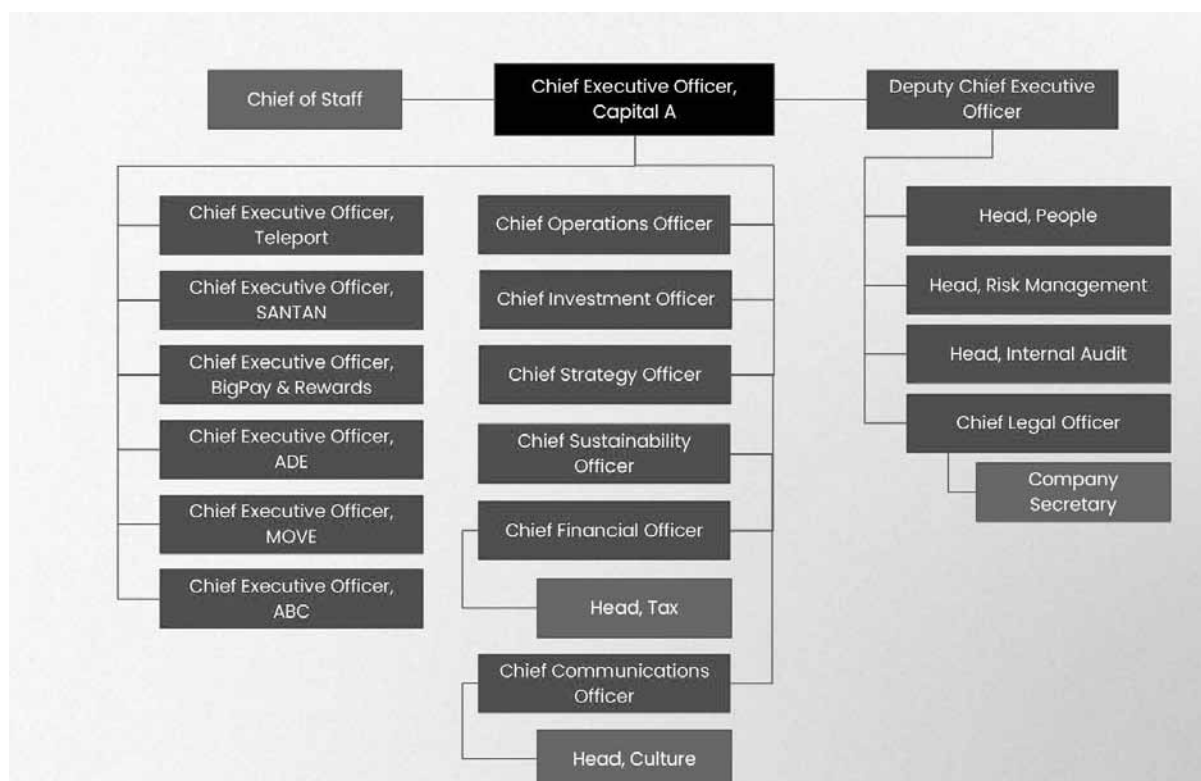 Chief of Staff
Chief Executive Officer,
Capital A
Deputy Chief Executive
Officer
Chief Executive Officer,
Teleport
Chief Executive Officer,
SANTAN
Chief Executive Officer,
BigPay & Rewards
Chief Executive Officer,
ADE
Chief Executive Officer,
MOVE
Chief Executive Officer,
ABC
Chief Operations Officer
Chief Investment Officer
Chief Strategy Officer
Chief Sustainability
Officer
Chief Financial Officer
Head, Tax
Chief Communications
Officer
Head, Culture
Head, People
Head, Risk Management
Head, Internal Audit
Chief Legal Officer
Company
Secretary